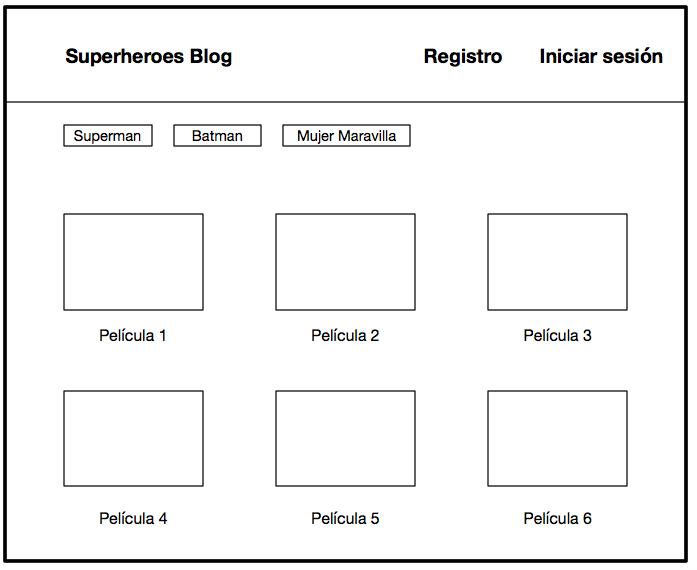 Superheroes Blog Registro Iniciar sesión
Superman Batman Mujer Maravilla
Película 1 Película 2 Película 3
Película 4 Película 5 Película 6